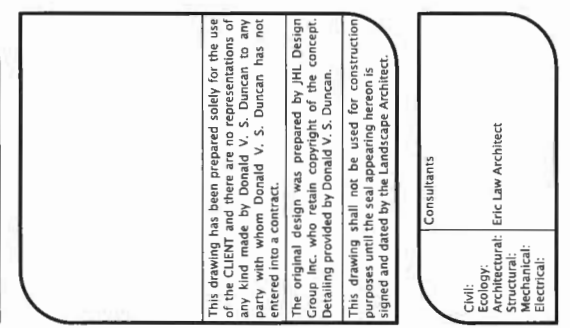 This drawing has been prepared solely for the use
of the CLIENT and there are no representations of
any kind made by Donald V. S. Duncan to any
party with whom Donald V. S. Duncan has not
entered into a contract.
The original design was prepared by JHL Design
Group Inc. who retain copyright of the concept.
Detailing provided by Donald V. S. Duncan.
This drawing shall not be used for construction
purposes until the seal appearing hereon is
signed and dated by the Landscape Architect.
Consultants
Civil:
Ecology:
Architectural: Eric Law Architect
Structural:
Mechanical:
Electrical: